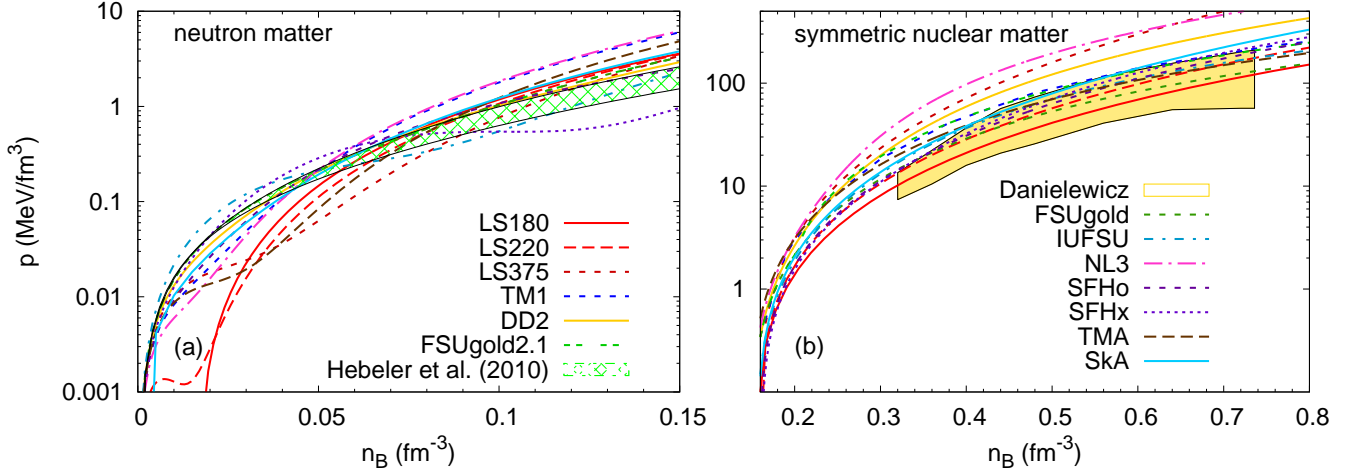 neutron matter
p (MeV/fm³)
10
1
0.1
0.01
0.001
(a)
LS180
LS220
LS375
TM1
DD2
FSUgold2.1
Hebeler et al. (2010)
0
0.05
0.1
0.15
n_B (fm⁻³)
symmetric nuclear matter
100
10
1
(b)
Danielewicz
FSUgold
IUFSU
NL3
SFHo
SFHx
TMA
SkA
0.2
0.3
0.4
0.5
0.6
0.7
0.8
n_B (fm⁻³)